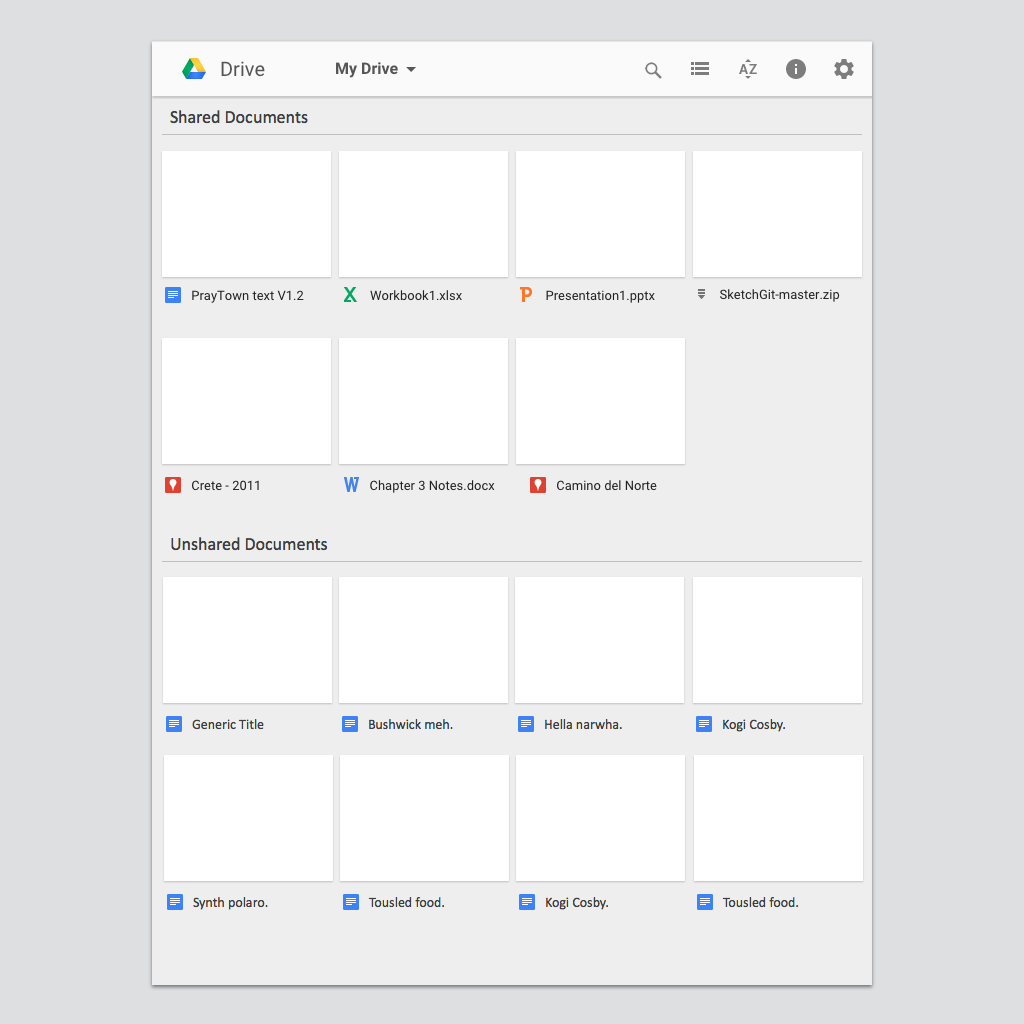 Drive
My Drive
AZ
Shared Documents
PrayTown text V1.2
Workbook1.xlsx
Presentation1.pptx
SketchGit-master.zip
Crete - 2011
Chapter 3 Notes.docx
Camino del Norte
Unshared Documents
Generic Title
Bushwick meh.
Hella narwha.
Kogi Cosby.
Synth polaro.
Tousled food.
Kogi Cosby.
Tousled food.